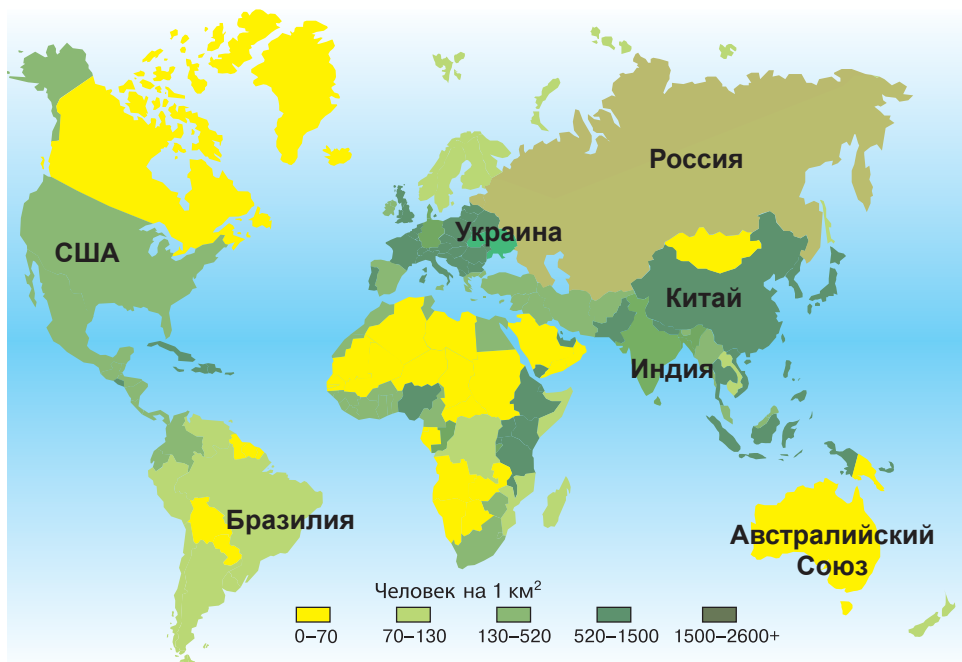 Россия
США
Украина
Китай
Индия
Бразилия
Австралийский
Союз
Человек на 1 км²
0–70
70–130
130–520
520–1500
1500–2600+